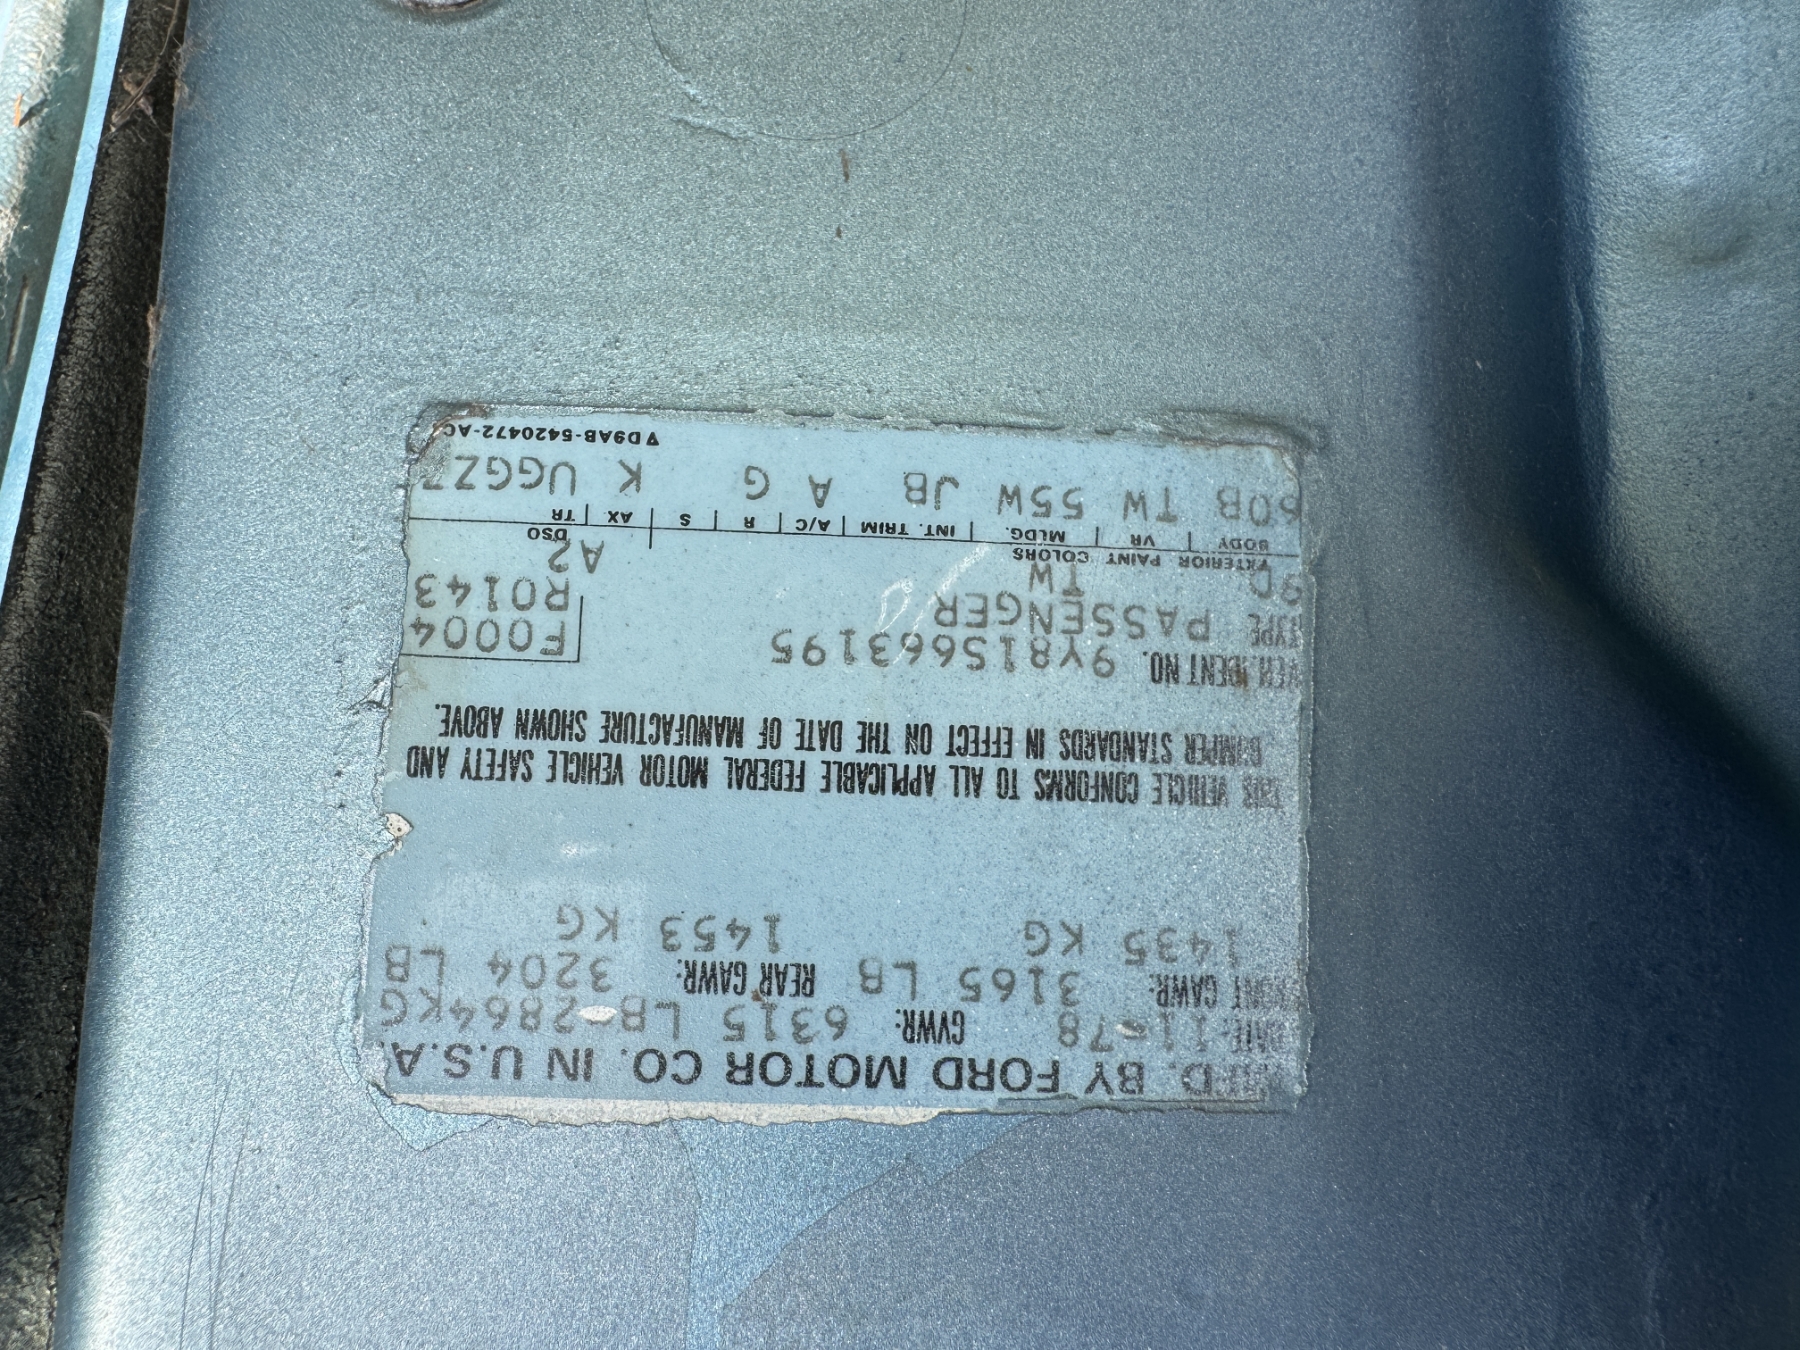 MFD. BY FORD MOTOR CO. IN U.S.A.
DATE: 11-78 GVWR: 6315 LB-2864KG
FRONT GAWR: 3165 LB REAR GAWR: 3204 LB
1435 KG 1453 KG
THIS VEHICLE CONFORMS TO ALL APPLICABLE FEDERAL MOTOR VEHICLE SAFETY AND
BUMPER STANDARDS IN EFFECT ON THE DATE OF MANUFACTURE SHOWN ABOVE.
VEH. IDENT NO. 9Y81S663195 F0004
TYPE PASSENGER R0143
TW A2
EXTERIOR PAINT COLORS DSO
BODY | VR | MLDG. | INT. TRIM | A/C | R | S | AX | TR
60B TW 55W JB A G K UGGZ
▽D9AB-5420472-AC